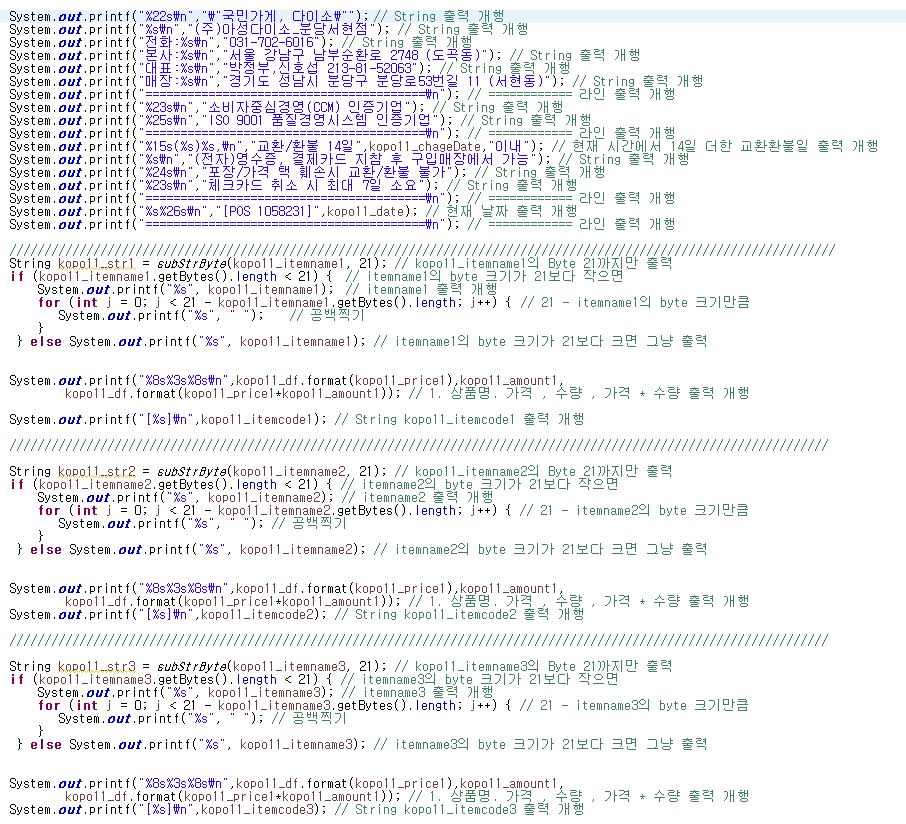 System.out.printf("%22s₩n","₩"국민가게, 다이소₩""); // String 출력 개행
System.out.printf("%s₩n","(주)아성다이소_분당서현점"); // String 출력 개행
System.out.printf("전화:%s₩n","031-702-6016"); // String 출력 개행
System.out.printf("본사:%s₩n","서울 강남구 남부순환로 2748 (도곡동)"); // String 출력 개행
System.out.printf("대표:%s₩n","박정부,신호섭 213-81-52063"); // String 출력 개행
System.out.printf("매장:%s₩n","경기도 성남시 분당구 분당로53번길 11 (서현동)"); // String 출력 개행
System.out.printf("========================================₩n"); // ============ 라인 출력 개행
System.out.printf("%23s₩n","소비자중심경영(CCM) 인증기업"); // String 출력 개행
System.out.printf("%25s₩n","ISO 9001 품질경영시스템 인증기업"); // String 출력 개행
System.out.printf("========================================₩n"); // ============ 라인 출력 개행
System.out.printf("%15s(%s)%s,₩n","교환/환불 14일",kopo11_chageDate,"이내"); // 현재 시간에서 14일 더한 교환환불일 출력 개행
System.out.printf("%s₩n","(전자)영수증, 결제카드 지참 후 구입매장에서 가능"); // String 출력 개행
System.out.printf("%24s₩n","포장/가격 택 훼손시 교환/환불 불가"); // String 출력 개행
System.out.printf("%23s₩n","체크카드 취소 시 최대 7일 소요"); // String 출력 개행
System.out.printf("========================================₩n"); // ============ 라인 출력 개행
System.out.printf("%s%26s₩n","[POS 1058231]",kopo11_date); // 현재 날짜 출력 개행
System.out.printf("========================================₩n"); // ============ 라인 출력 개행
//////////////////////////////////////////////////////////////////////////////////////////////////////////////////////
String kopo11_str1 = subStrByte(kopo11_itemname1, 21); // kopo11_itemname1의 Byte 21까지만 출력
if (kopo11_itemname1.getBytes().length < 21) { // itemname1의 byte 크기가 21보다 작으면
System.out.printf("%s", kopo11_itemname1); // itemname1 출력 개행
for (int j = 0; j < 21 - kopo11_itemname1.getBytes().length; j++) { // 21 - itemname1의 byte 크기만큼
System.out.printf("%s", " "); // 공백찍기
}
} else System.out.printf("%s", kopo11_itemname1); // itemname1의 byte 크기가 21보다 크면 그냥 출력
System.out.printf("%8s%3s%8s₩n",kopo11_df.format(kopo11_price1),kopo11_amount1,
kopo11_df.format(kopo11_price1*kopo11_amount1)); // 1. 상품명. 가격 , 수량 , 가격 * 수량 출력 개행
System.out.printf("[%s]₩n",kopo11_itemcode1); // String kopo11_itemcode1 출력 개행
/////////////////////////////////////////////////////////////////////////////////////////////////////////////////////
String kopo11_str2 = subStrByte(kopo11_itemname2, 21); // kopo11_itemname2의 Byte 21까지만 출력
if (kopo11_itemname2.getBytes().length < 21) { // itemname2의 byte 크기가 21보다 작으면
System.out.printf("%s", kopo11_itemname2); // itemname2 출력 개행
for (int j = 0; j < 21 - kopo11_itemname2.getBytes().length; j++) { // 21 - itemname2의 byte 크기만큼
System.out.printf("%s", " "); // 공백찍기
}
} else System.out.printf("%s", kopo11_itemname2); // itemname2의 byte 크기가 21보다 크면 그냥 출력
System.out.printf("%8s%3s%8s₩n",kopo11_df.format(kopo11_price1),kopo11_amount1,
kopo11_df.format(kopo11_price1*kopo11_amount1)); // 1. 상품명. 가격 , 수량 , 가격 * 수량 출력 개행
System.out.printf("[%s]₩n",kopo11_itemcode2); // String kopo11_itemcode2 출력 개행
/////////////////////////////////////////////////////////////////////////////////////////////////////////////////////
String kopo11_str3 = subStrByte(kopo11_itemname3, 21); // kopo11_itemname3의 Byte 21까지만 출력
if (kopo11_itemname3.getBytes().length < 21) { // itemname3의 byte 크기가 21보다 작으면
System.out.printf("%s", kopo11_itemname3); // itemname3 출력 개행
for (int j = 0; j < 21 - kopo11_itemname3.getBytes().length; j++) { // 21 - itemname3의 byte 크기만큼
System.out.printf("%s", " "); // 공백찍기
}
} else System.out.printf("%s", kopo11_itemname3); // itemname3의 byte 크기가 21보다 크면 그냥 출력
System.out.printf("%8s%3s%8s₩n",kopo11_df.format(kopo11_price1),kopo11_amount1,
kopo11_df.format(kopo11_price1*kopo11_amount1)); // 1. 상품명. 가격 , 수량 , 가격 * 수량 출력 개행
System.out.printf("[%s]₩n",kopo11_itemcode3); // String kopo11_itemcode3 출력 개행